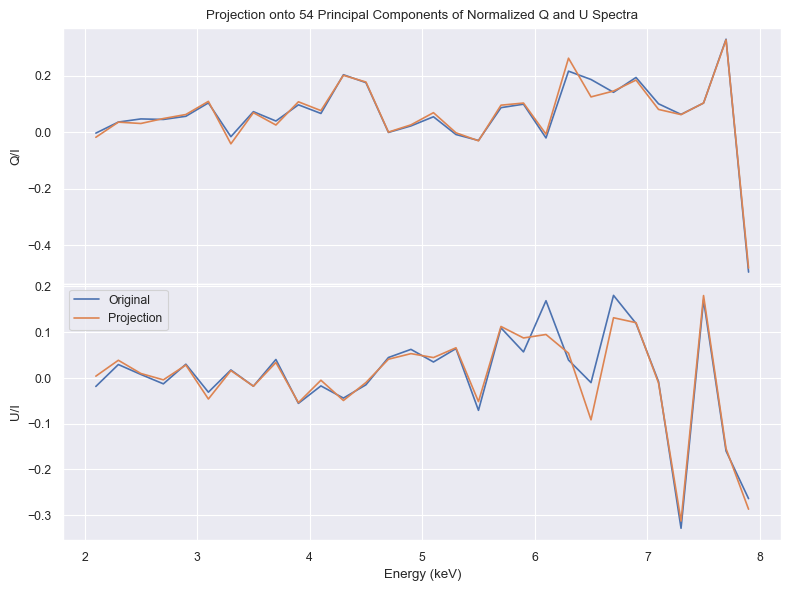 Projection onto 54 Principal Components of Normalized Q and U Spectra
0.2
0.0
−0.2
−0.4
Q/I
Original
Projection
0.2
0.1
0.0
−0.1
−0.2
−0.3
U/I
2 3 4 5 6 7 8
Energy (keV)